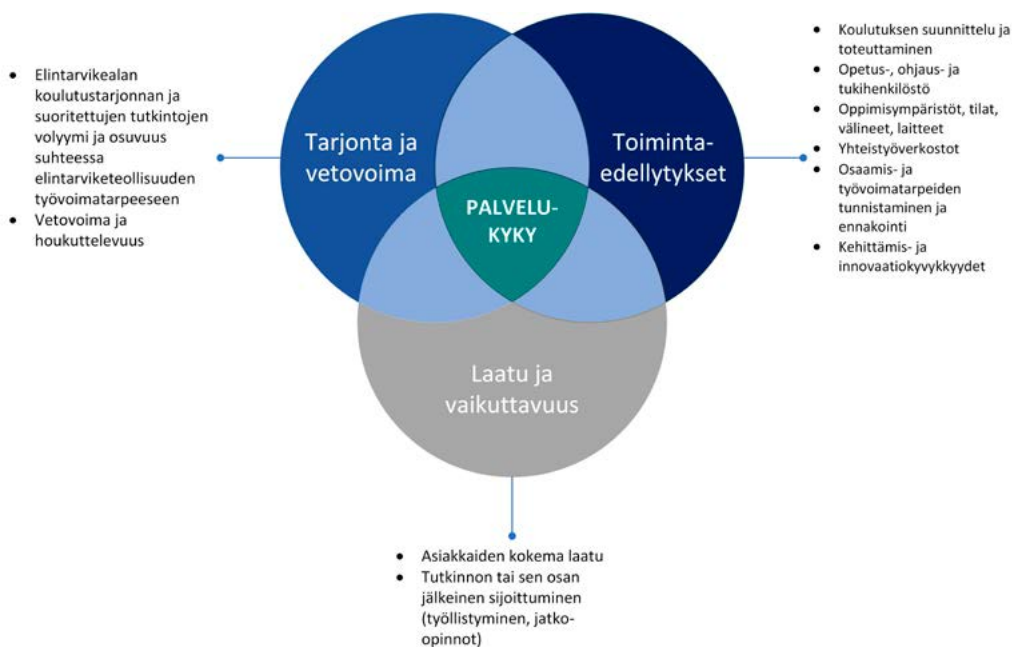 • Elintarvikealan
koulutustarjonnan ja
suoritettujen tutkintojen
volyymi ja osuvuus
suhteessa
elintarviketeollisuuden
työvoimatarpeeseen
• Vetovoima ja
houkuttelevuus
Tarjonta ja
vetovoima
Toiminta-
edellytykset
PALVELU-
KYKY
Laatu ja
vaikuttavuus
• Koulutuksen suunnittelu ja
toteuttaminen
• Opetus-, ohjaus- ja
tukihenkilöstö
• Oppimisympäristöt, tilat,
välineet, laitteet
• Yhteistyöverkostot
• Osaamis- ja
työvoimatarpeiden
tunnistaminen ja
ennakointi
• Kehittämis- ja
innovaatiokyvykkyydet
• Asiakkaiden kokema laatu
• Tutkinnon tai sen osan
jälkeinen sijoittuminen
(työllistyminen, jatko-
opinnot)